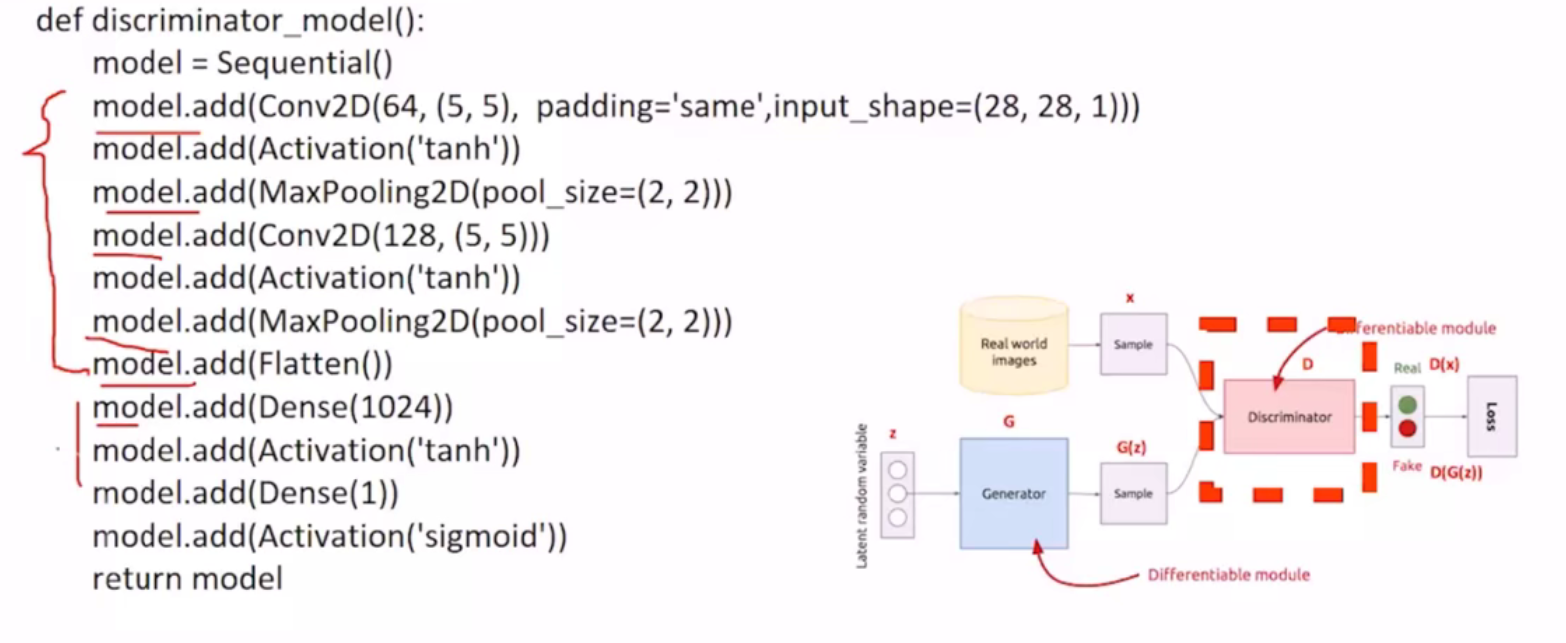 def discriminator_model():
model = Sequential()
model.add(Conv2D(64, (5, 5), padding='same',input_shape=(28, 28, 1)))
model.add(Activation('tanh'))
model.add(MaxPooling2D(pool_size=(2, 2)))
model.add(Conv2D(128, (5, 5)))
model.add(Activation('tanh'))
model.add(MaxPooling2D(pool_size=(2, 2)))
model.add(Flatten())
model.add(Dense(1024))
model.add(Activation('tanh'))
model.add(Dense(1))
model.add(Activation('sigmoid'))
return model
x
Real world
images
Sample
module
D
Discriminator
Real D(x)
Fake D(G(z))
Loss
Latent random variable
z
G
Generator
G(z)
Sample
Differentiable module